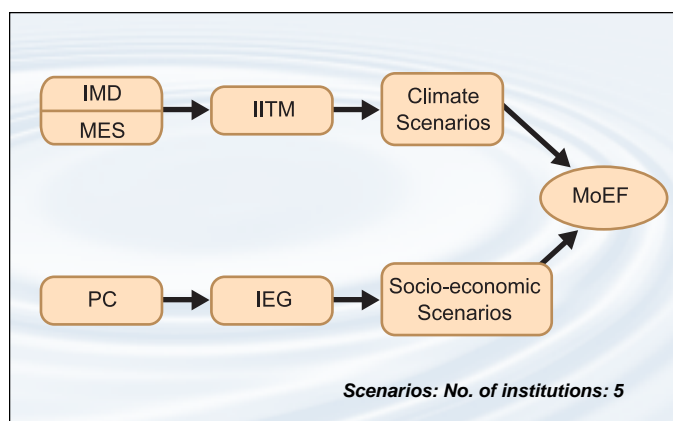 IMD
MES
IITM
Climate
Scenarios
MoEF
PC
IEG
Socio-economic
Scenarios
Scenarios: No. of institutions: 5